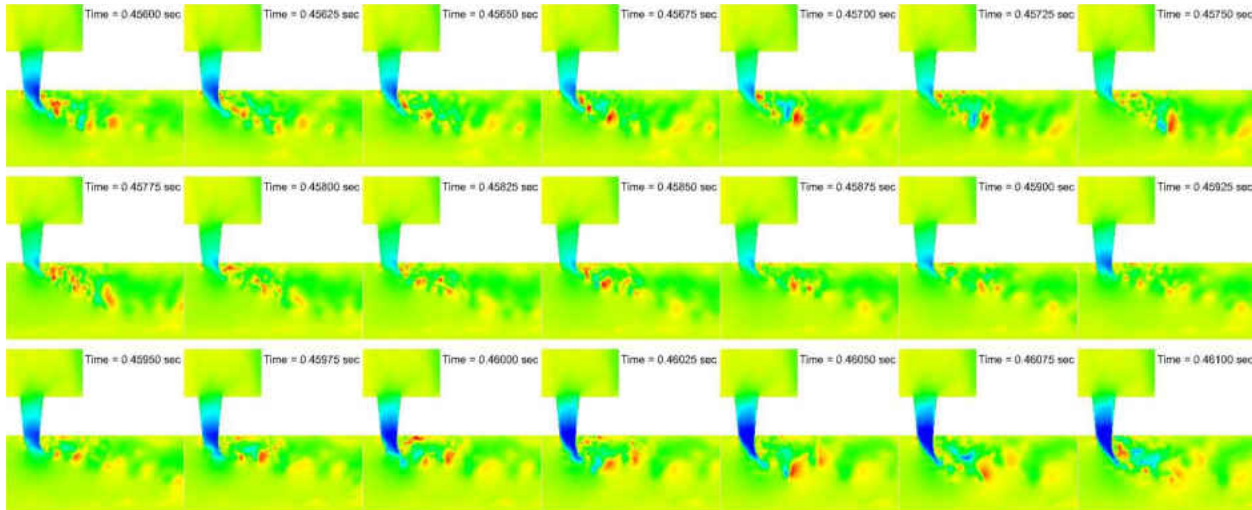 Time = 0.45600 sec
Time = 0.45625 sec
Time = 0.45650 sec
Time = 0.45675 sec
Time = 0.45700 sec
Time = 0.45725 sec
Time = 0.45750 sec
Time = 0.45775 sec
Time = 0.45800 sec
Time = 0.45825 sec
Time = 0.45850 sec
Time = 0.45875 sec
Time = 0.45900 sec
Time = 0.45925 sec
Time = 0.45950 sec
Time = 0.45975 sec
Time = 0.46000 sec
Time = 0.46025 sec
Time = 0.46050 sec
Time = 0.46075 sec
Time = 0.46100 sec